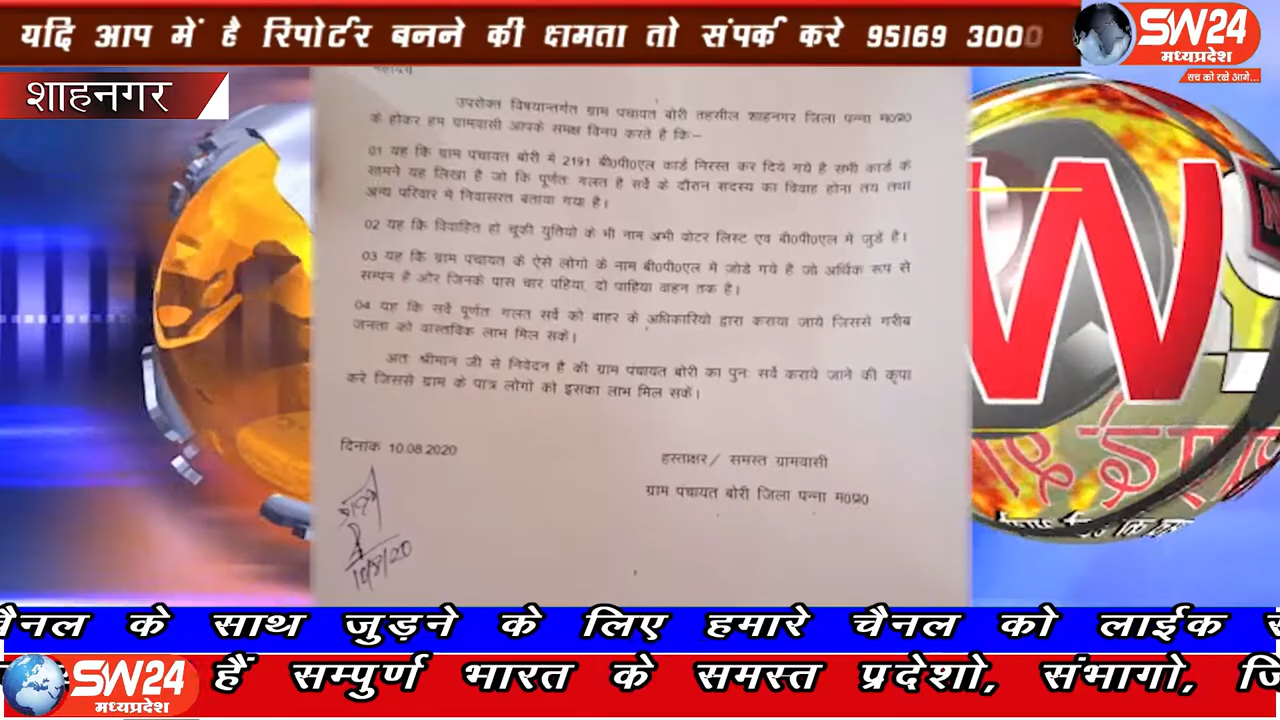 यदि आप में है रिपोर्टर बनने की क्षमता तो संपर्क करे 95169 3000
SW24
मध्यप्रदेश
सच को रखे आगे...
शाहनगर
महोदय
उपरोक्त विषयान्तर्गत ग्राम पंचायत बोरी तहसील शाहनगर जिला पन्ना म0प्र0
के होकर हम ग्रामवासी आपके समक्ष विनय करते है कि–
01 यह कि ग्राम पंचायत बोरी में 2191 बी0पी0एल कार्ड निरस्त कर दिये गये है सभी कार्ड के
सामने यह लिखा है जो कि पूर्णतः गलत है सर्वे के दौरान सदस्य का विवाह होना तय तथा
अन्य परिवार मे निवासरत बताया गया है।
02 यह कि विवाहित हो चूकी युतियो के भी नाम अभी वोटर लिस्ट एव बी0पी0एल मे जुडें है।
03 यह कि ग्राम पंचायत के ऐसे लोगो के नाम बी0पी0एल में जोडे गये है जो अर्थिक रूप से
सम्पन है और जिनके पास चार पहिया, दो पाहिया वाहन तक है।
04 यह कि सर्वे पूर्णतः गलत सर्वे को बाहर के अधिकारियो द्वारा कराया जाये जिससे गरीब
जनता को वास्तविक लाभ मिल सकें।
अतः श्रीमान जी से निवेदन है की ग्राम पंचायत बोरी का पुनः सर्वे कराये जाने की कृपा
करे जिससे ग्राम के पात्र लोगों को इसका लाभ मिल सकें।
दिनांक 10.08.2020
हस्ताक्षर/ समस्त ग्रामवासी
ग्राम पंचायत बोरी जिला पन्ना म0प्र0
10/8/20
W
चैनल के साथ जुड़ने के लिए हमारे चैनल को लाईक
SW24
मध्यप्रदेश
हैं सम्पुर्ण भारत के समस्त प्रदेशो, संभागो,